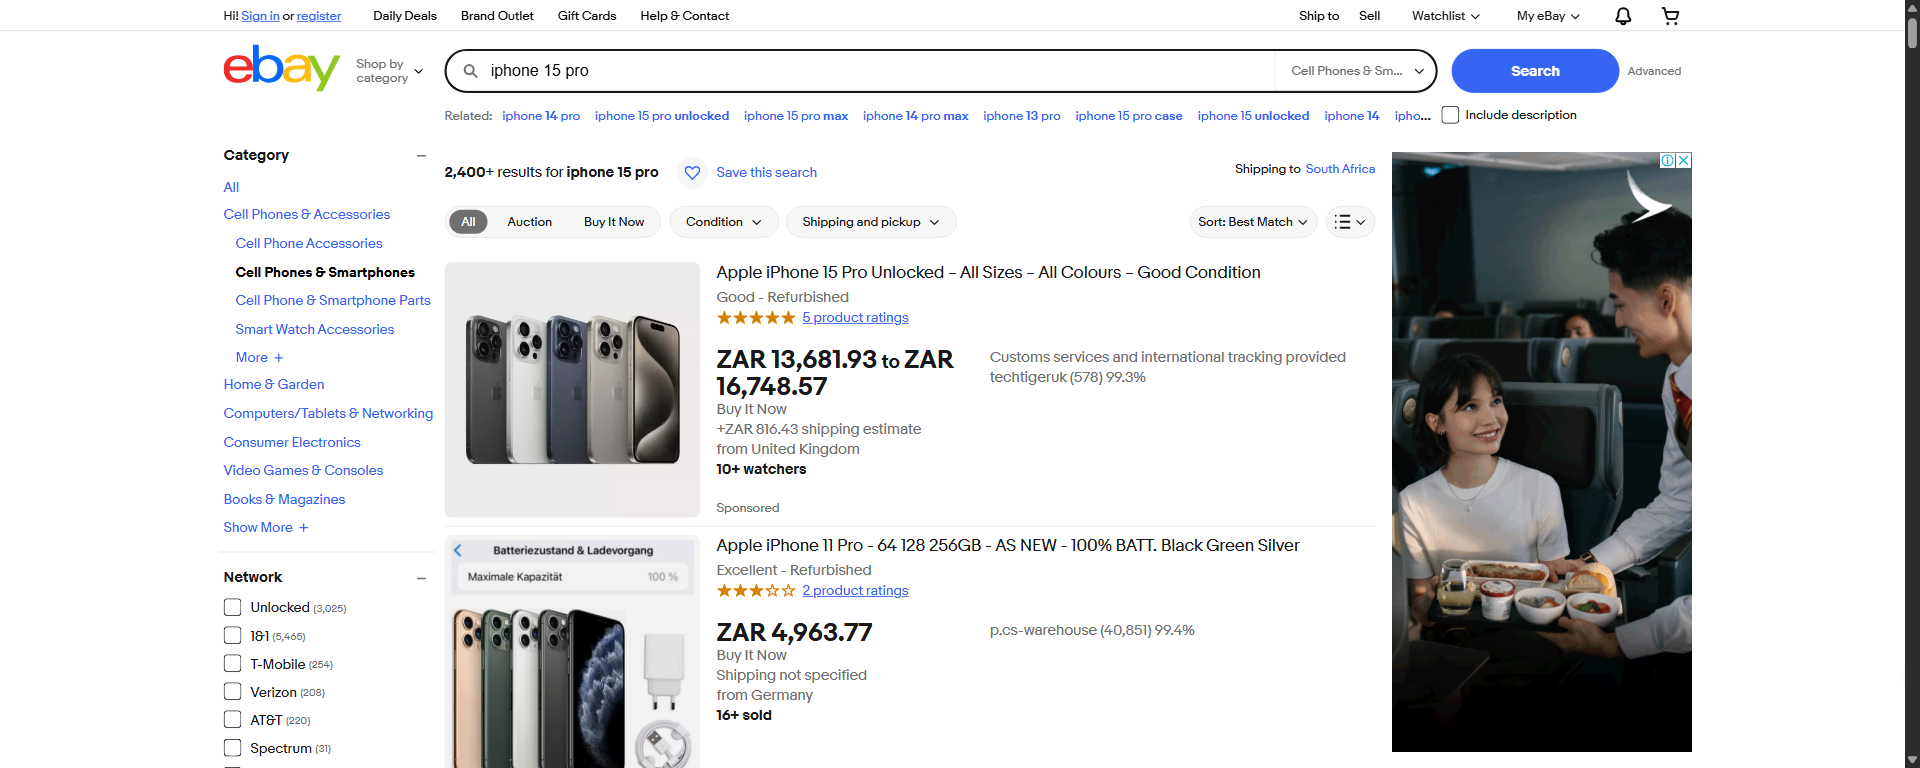 Hi! Sign in or register
Daily Deals
Brand Outlet
Gift Cards
Help & Contact
Ship to
Sell
Watchlist
My eBay
ebay
Shop by
category
iphone 15 pro
Cell Phones & Sm...
Search
Advanced
Related: iphone 14 pro iphone 15 pro unlocked iphone 15 pro max iphone 14 pro max iphone 13 pro iphone 15 pro case iphone 15 unlocked iphone 14 ipho...
Include description
Category
All
Cell Phones & Accessories
Cell Phone Accessories
Cell Phones & Smartphones
Cell Phone & Smartphone Parts
Smart Watch Accessories
More +
Home & Garden
Computers/Tablets & Networking
Consumer Electronics
Video Games & Consoles
Books & Magazines
Show More +
Network
Unlocked (3,025)
1&1 (5,465)
T-Mobile (254)
Verizon (208)
AT&T (220)
Spectrum (31)
2,400+ results for iphone 15 pro
Save this search
Shipping to South Africa
All
Auction
Buy It Now
Condition
Shipping and pickup
Sort: Best Match
Apple iPhone 15 Pro Unlocked – All Sizes – All Colours – Good Condition
Good - Refurbished
5 product ratings
ZAR 13,681.93 to ZAR
16,748.57
Buy It Now
+ZAR 816.43 shipping estimate
from United Kingdom
10+ watchers
Customs services and international tracking provided
techtigeruk (578) 99.3%
Sponsored
Batteriezustand & Ladevorgang
Maximale Kapazität 100 %
Apple iPhone 11 Pro - 64 128 256GB - AS NEW - 100% BATT. Black Green Silver
Excellent - Refurbished
2 product ratings
ZAR 4,963.77
Buy It Now
Shipping not specified
from Germany
16+ sold
p.cs-warehouse (40,851) 99.4%